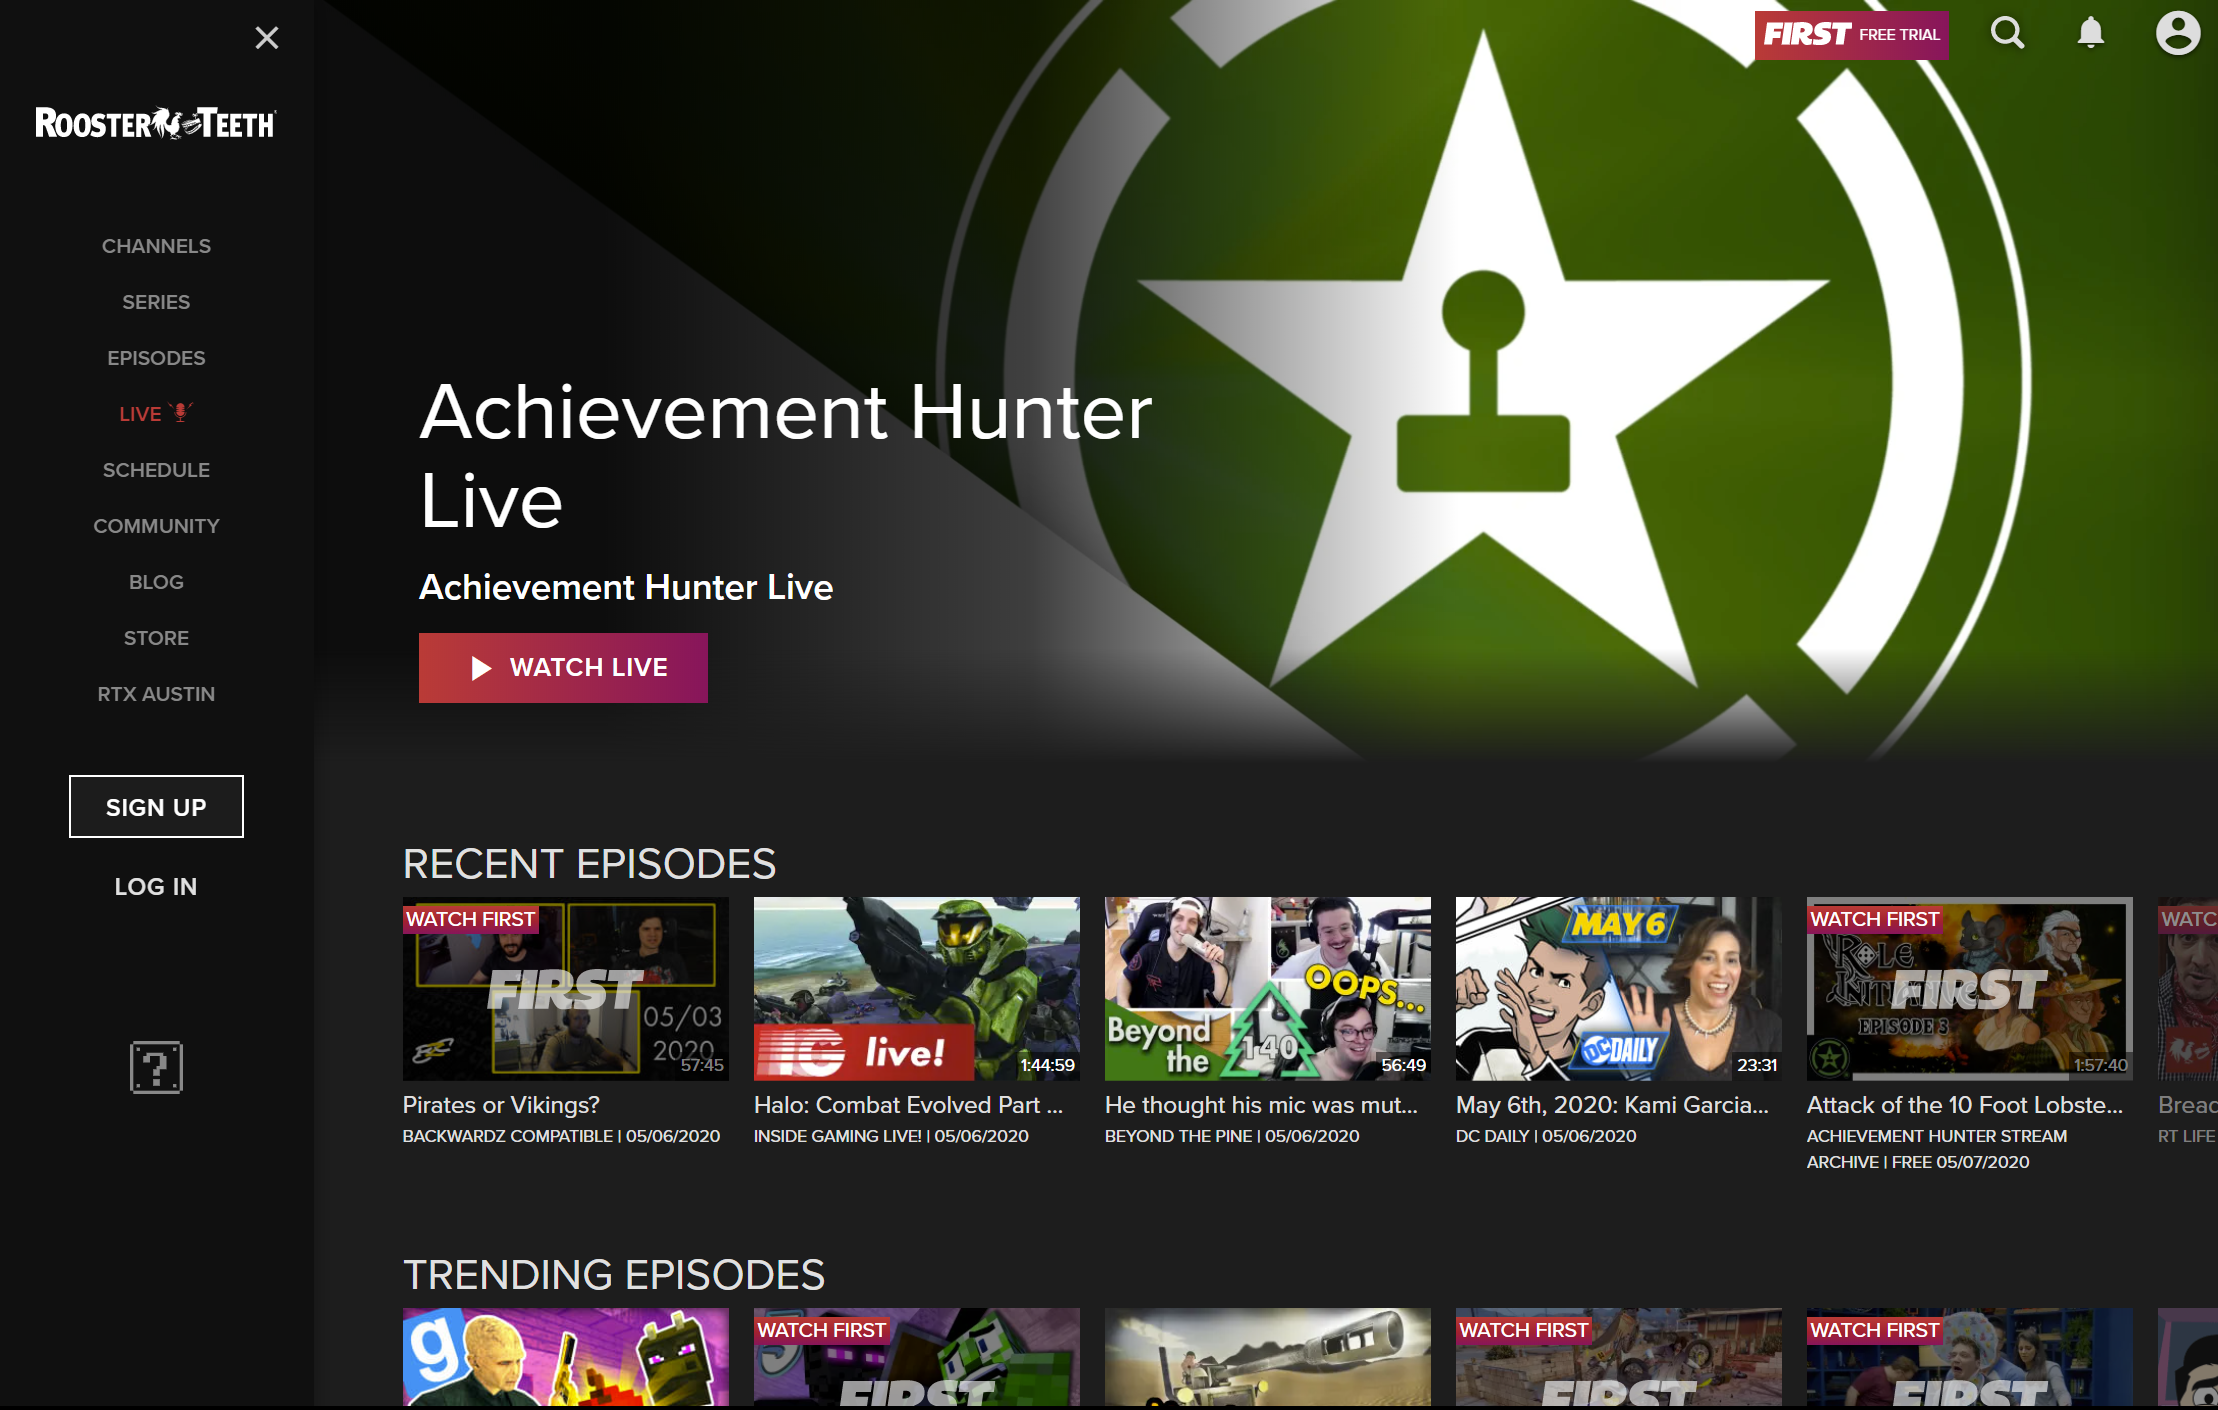 ROOSTER TEETH
CHANNELS
SERIES
EPISODES
LIVE
SCHEDULE
COMMUNITY
BLOG
STORE
RTX AUSTIN
SIGN UP
LOG IN
?
FIRST FREE TRIAL
Achievement Hunter
Live
Achievement Hunter Live
WATCH LIVE
RECENT EPISODES
WATCH FIRST
FIRST
05/03
2020
57:45
Pirates or Vikings?
BACKWARDZ COMPATIBLE | 05/06/2020
IG live!
1:44:59
Halo: Combat Evolved Part ...
INSIDE GAMING LIVE! | 05/06/2020
OOPS...
Beyond
the 140
56:49
He thought his mic was mut...
BEYOND THE PINE | 05/06/2020
MAY 6
DC DAILY
23:31
May 6th, 2020: Kami Garcia...
DC DAILY | 05/06/2020
WATCH FIRST
ROLE
INITIATIVE
FIRST
EPISODE 3
1:57:40
Attack of the 10 Foot Lobste...
ACHIEVEMENT HUNTER STREAM
ARCHIVE | FREE 05/07/2020
WATC
Breac
RT LIFE
TRENDING EPISODES
g
WATCH FIRST
FIRST
WATCH FIRST
FIRST
WATCH FIRST
FIRST